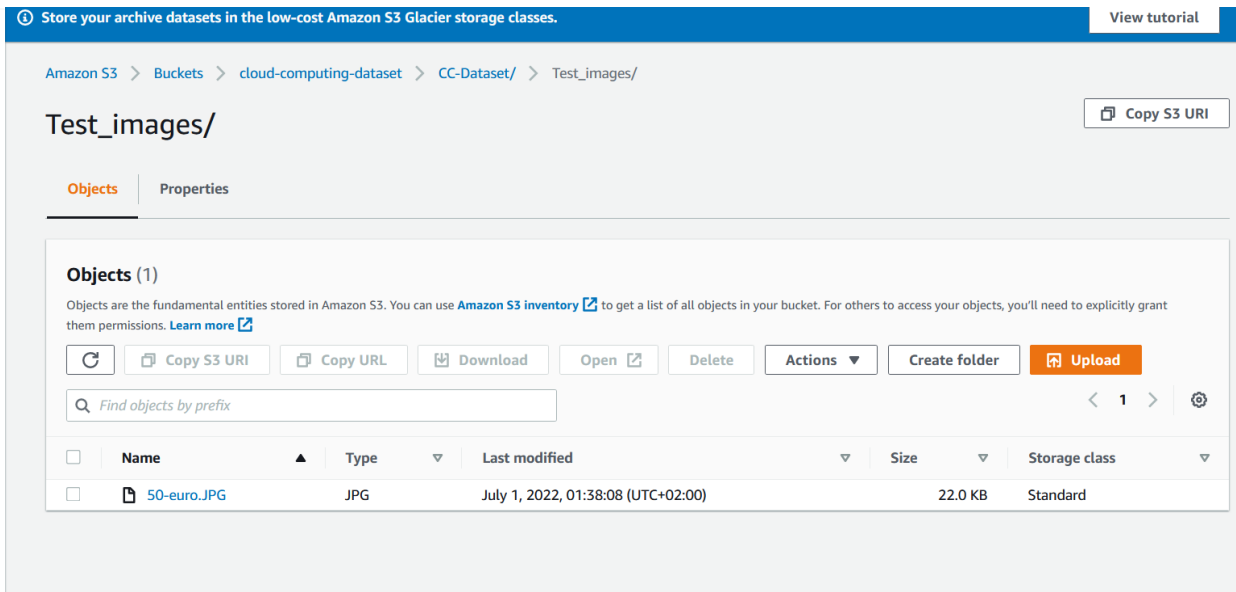 Store your archive datasets in the low-cost Amazon S3 Glacier storage classes. View tutorial
Amazon S3 > Buckets > cloud-computing-dataset > CC-Dataset/ > Test_images/
Test_images/ Copy S3 URI
Objects Properties
Objects (1)
Objects are the fundamental entities stored in Amazon S3. You can use Amazon S3 inventory to get a list of all objects in your bucket. For others to access your objects, you'll need to explicitly grant
them permissions. Learn more
Copy S3 URI Copy URL Download Open Delete Actions Create folder Upload
Find objects by prefix 1
Name Type Last modified Size Storage class
50-euro.JPG JPG July 1, 2022, 01:38:08 (UTC+02:00) 22.0 KB Standard